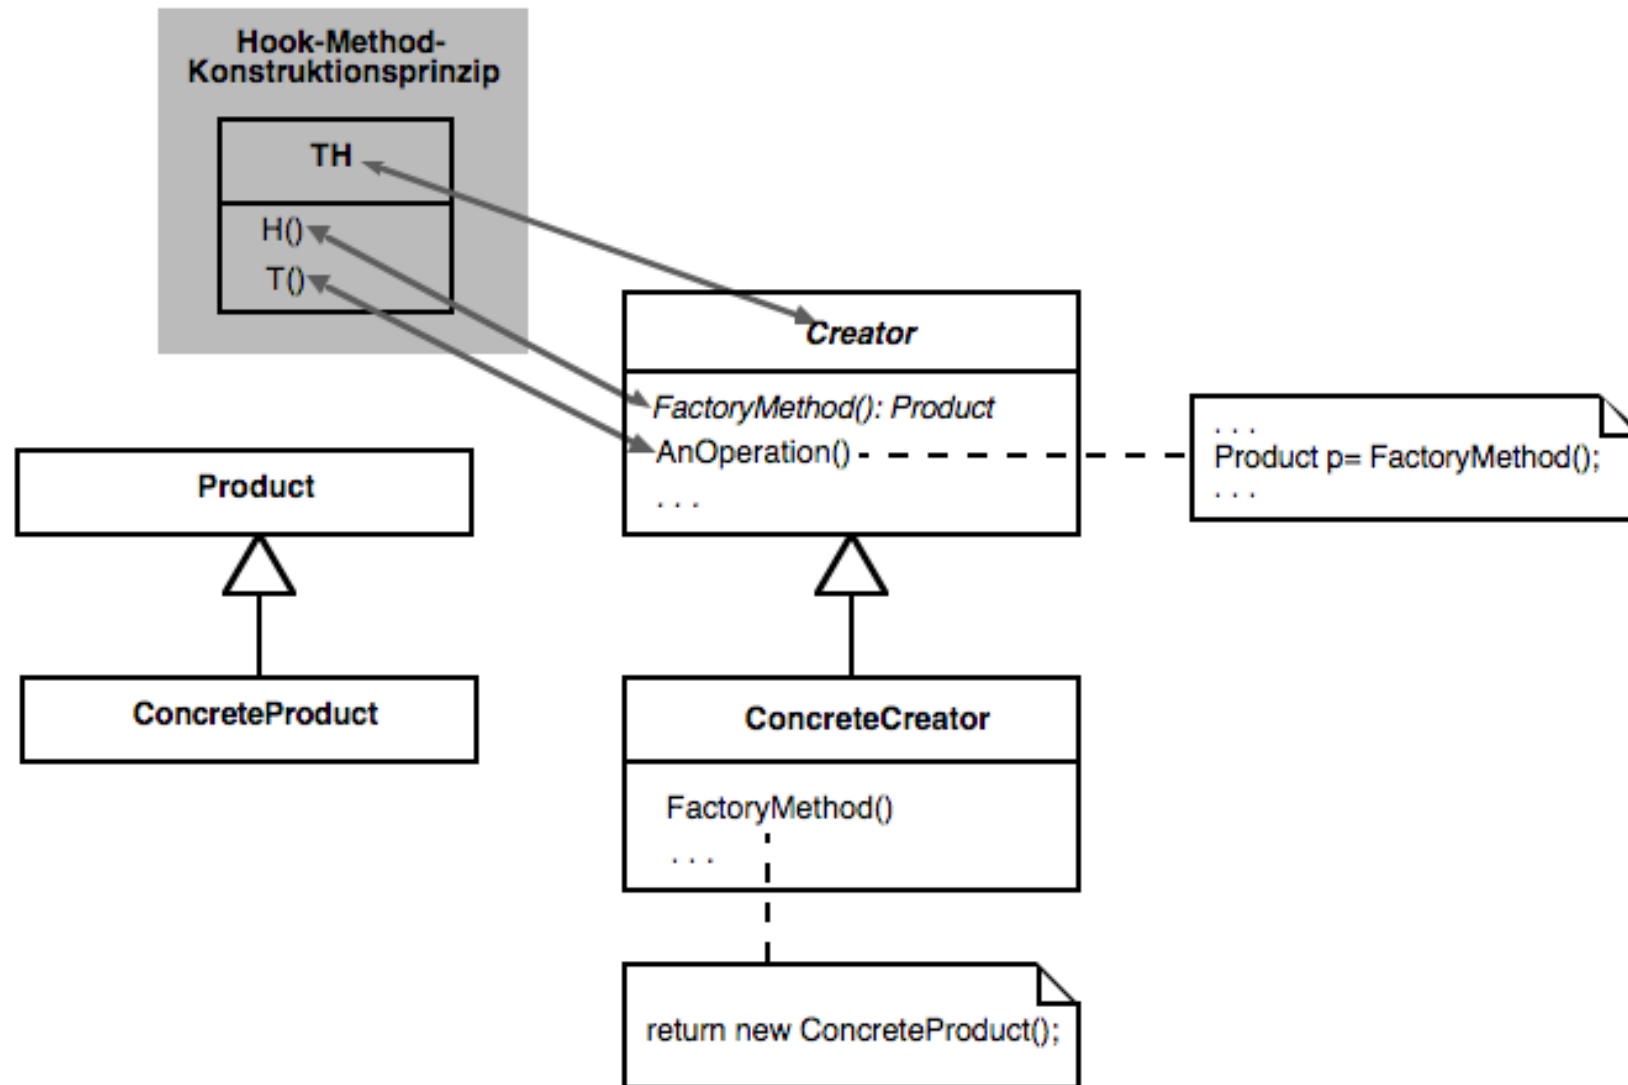 Hook-Method-
Konstruktionsprinzip
TH
H()
T()
Creator
FactoryMethod(): Product
AnOperation()
. . .
. . .
Product p= FactoryMethod();
. . .
Product
ConcreteProduct
ConcreteCreator
FactoryMethod()
. . .
return new ConcreteProduct();